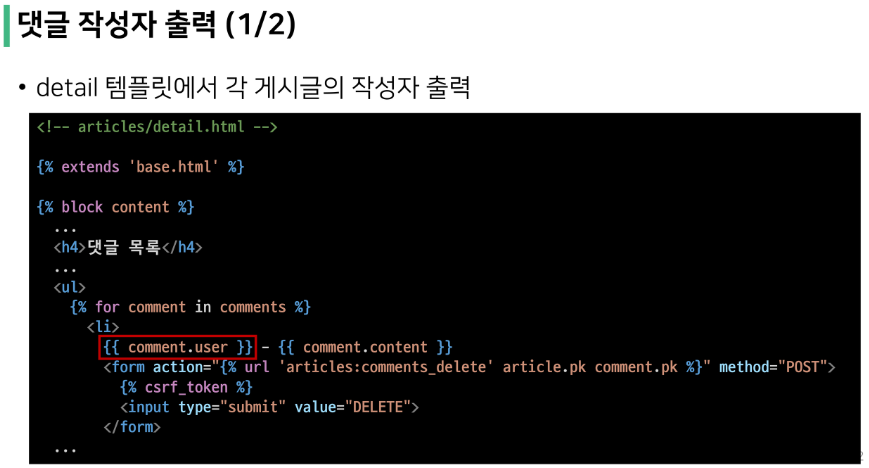 댓글 작성자 출력 (1/2)
• detail 템플릿에서 각 게시글의 작성자 출력
<!-- articles/detail.html -->
{% extends 'base.html' %}
{% block content %}
...
<h4>댓글 목록</h4>
...
<ul>
{% for comment in comments %}
<li>
{{ comment.user }} - {{ comment.content }}
<form action="{% url 'articles:comments_delete' article.pk comment.pk %}" method="POST">
{% csrf_token %}
<input type="submit" value="DELETE">
</form>
...
2